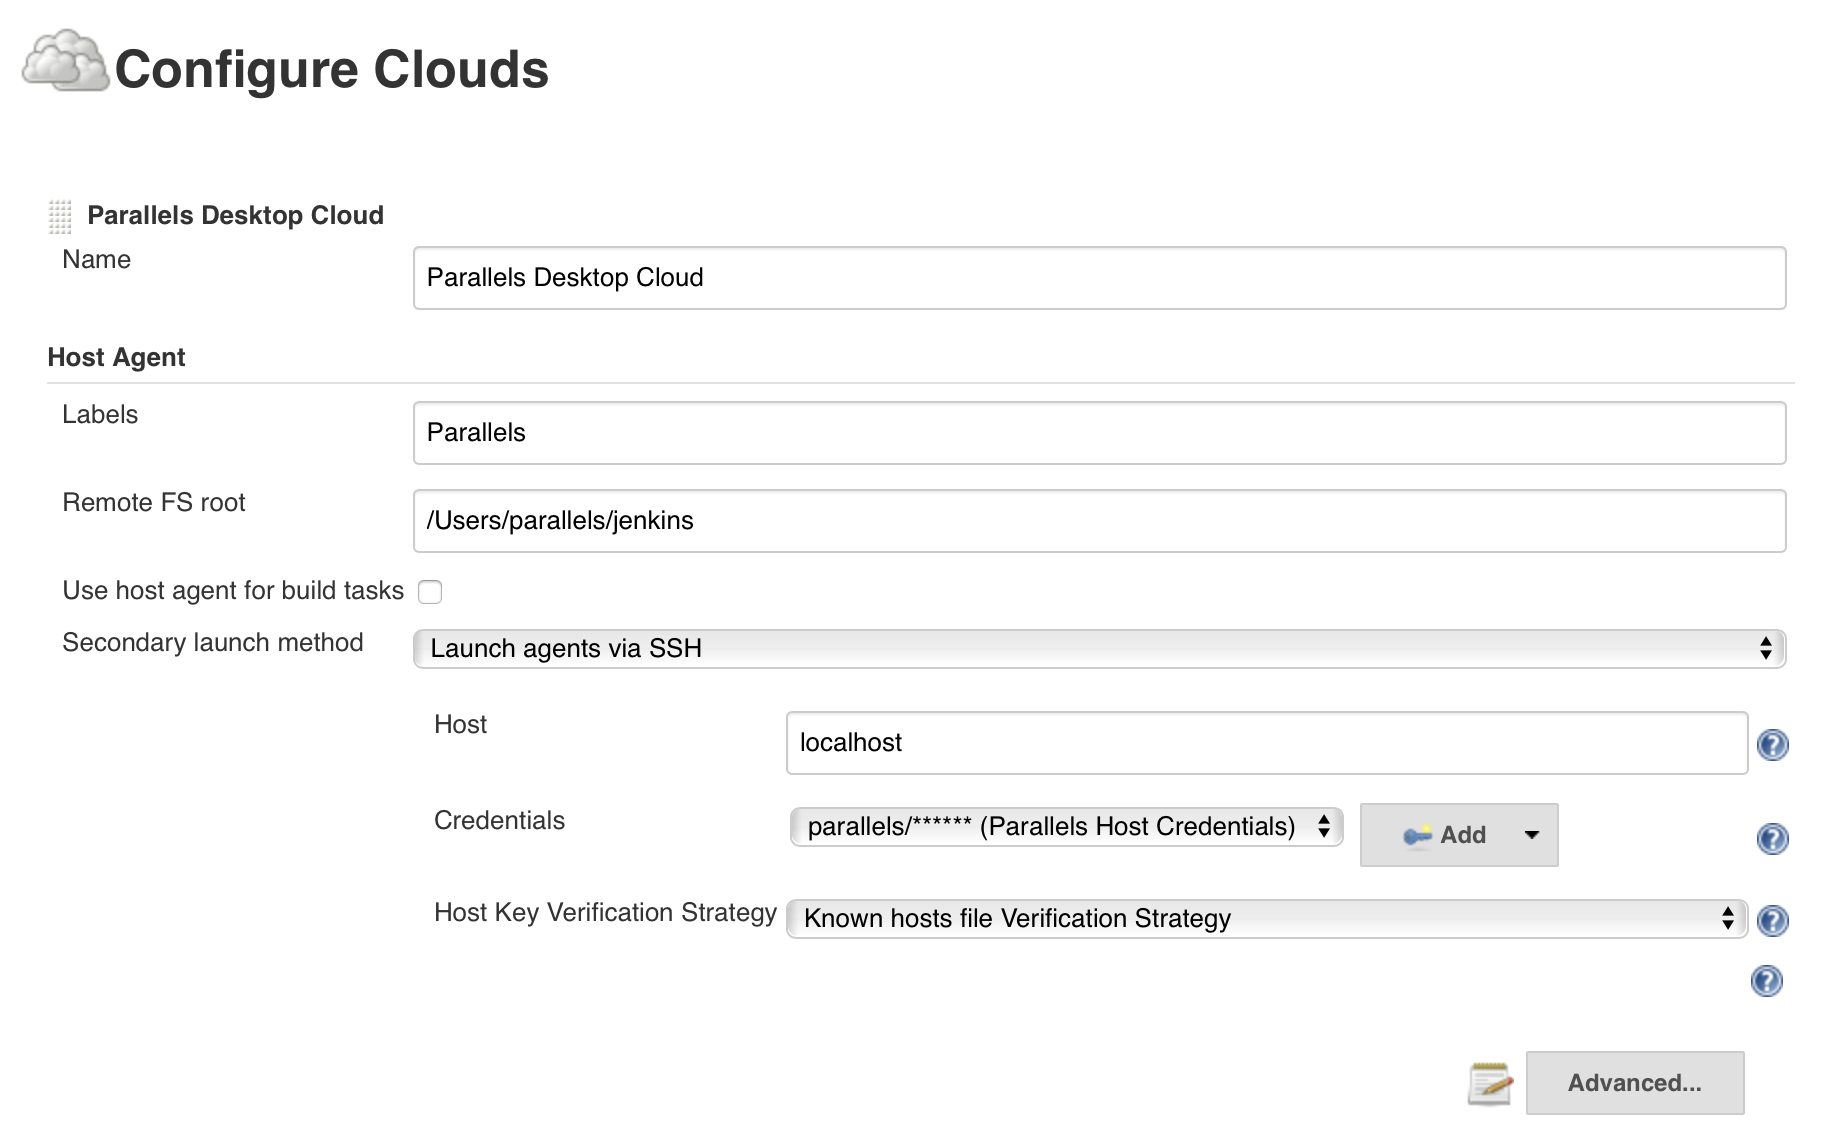 Configure Clouds
Parallels Desktop Cloud
Name
Parallels Desktop Cloud
Host Agent
Labels
Parallels
Remote FS root
/Users/parallels/jenkins
Use host agent for build tasks
Secondary launch method
Launch agents via SSH
Host
localhost
?
Credentials
parallels/****** (Parallels Host Credentials)
Add
?
Host Key Verification Strategy
Known hosts file Verification Strategy
?
?
Advanced...